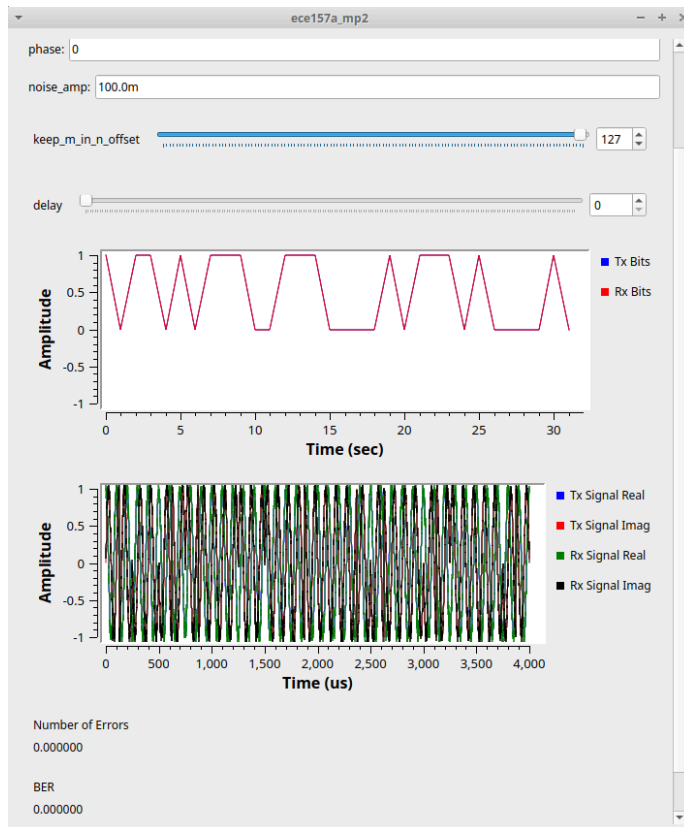 ece157a_mp2
phase: 0
noise_amp: 100.0m
keep_m_in_n_offset 127
delay 0
1
0.5
0
-0.5
-1
Amplitude
0 5 10 15 20 25 30
Time (sec)
Tx Bits
Rx Bits
1
0.5
0
-0.5
-1
Amplitude
0 500 1,000 1,500 2,000 2,500 3,000 3,500 4,000
Time (us)
Tx Signal Real
Tx Signal Imag
Rx Signal Real
Rx Signal Imag
Number of Errors
0.000000
BER
0.000000